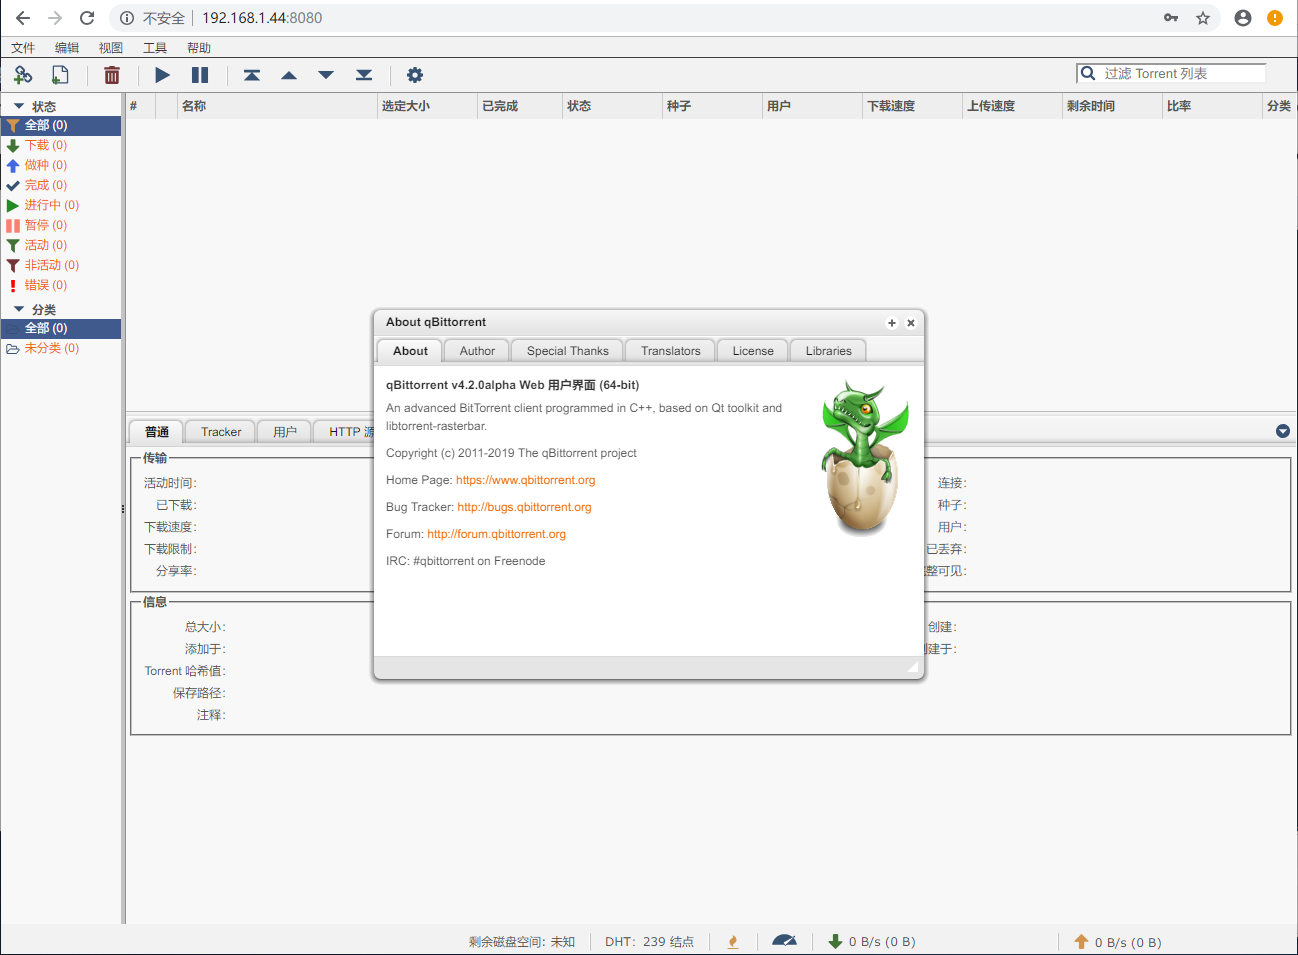 不安全 192.168.1.44:8080
文件 编辑 视图 工具 帮助
过滤 Torrent 列表
状态
全部 (0)
下载 (0)
做种 (0)
完成 (0)
进行中 (0)
暂停 (0)
活动 (0)
非活动 (0)
错误 (0)
分类
全部 (0)
未分类 (0)
# 名称 选定大小 已完成 状态 种子 用户 下载速度 上传速度 剩余时间 比率 分类
About qBittorrent
About Author Special Thanks Translators License Libraries
qBittorrent v4.2.0alpha Web 用户界面 (64-bit)
An advanced BitTorrent client programmed in C++, based on Qt toolkit and
libtorrent-rasterbar.
Copyright (c) 2011-2019 The qBittorrent project
Home Page: https://www.qbittorrent.org
Bug Tracker: http://bugs.qbittorrent.org
Forum: http://forum.qbittorrent.org
IRC: #qbittorrent on Freenode
普通 Tracker 用户 HTTP 源
传输
活动时间:
已下载:
下载速度:
下载限制:
分享率:
连接:
种子:
用户:
已丢弃:
整可见:
信息
总大小:
添加于:
Torrent 哈希值:
保存路径:
注释:
创建:
建于:
剩余磁盘空间: 未知 DHT: 239 结点 0 B/s (0 B) 0 B/s (0 B)